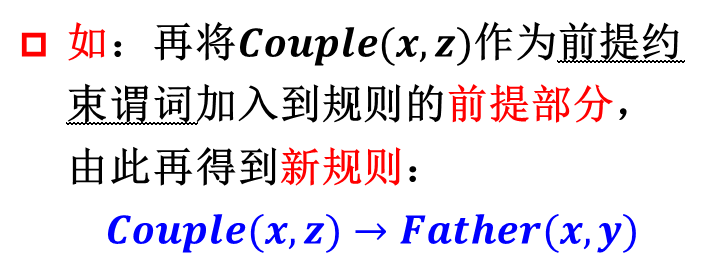 如：再将Couple(x,z)作为前提约
束谓词加入到规则的前提部分，
由此再得到新规则：
Couple(x,z)→Father(x,y)